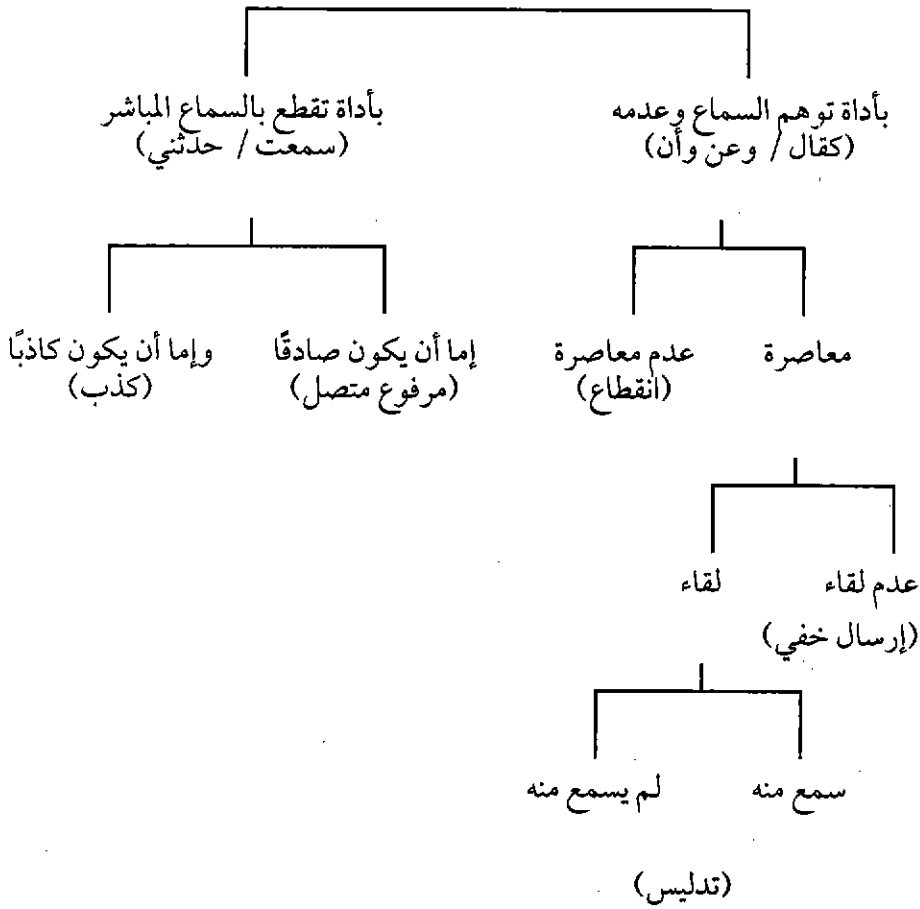 بأداة توهم السماع وعدمه
(كقال / وعن وأن)
بأداة تقطع بالسماع المباشر
(سمعت / حدثني)
معاصرة
عدم معاصرة
(انقطاع)
إما أن يكون صادقًا
(مرفوع متصل)
وإما أن يكون كاذبًا
(كذب)
عدم لقاء
(إرسال خفي)
لقاء
سمع منه
لم يسمع منه
(تدليس)